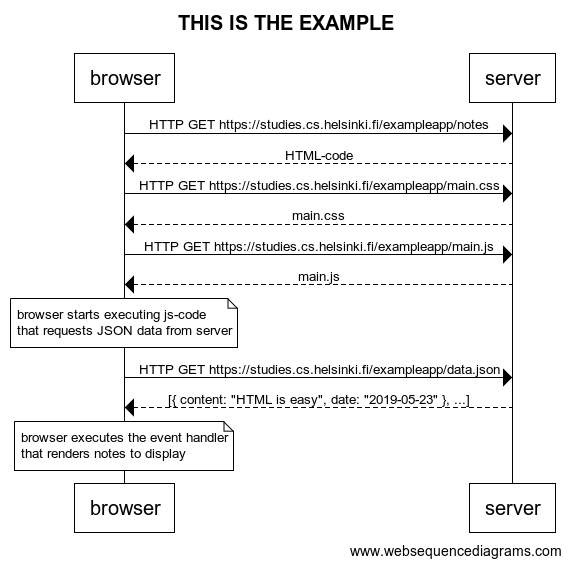 THIS IS THE EXAMPLE
browser
server
HTTP GET https://studies.cs.helsinki.fi/exampleapp/notes
HTML-code
HTTP GET https://studies.cs.helsinki.fi/exampleapp/main.css
main.css
HTTP GET https://studies.cs.helsinki.fi/exampleapp/main.js
main.js
browser starts executing js-code
that requests JSON data from server
HTTP GET https://studies.cs.helsinki.fi/exampleapp/data.json
[{ content: "HTML is easy", date: "2019-05-23" }, ...]
browser executes the event handler
that renders notes to display
browser
server
www.websequencediagrams.com